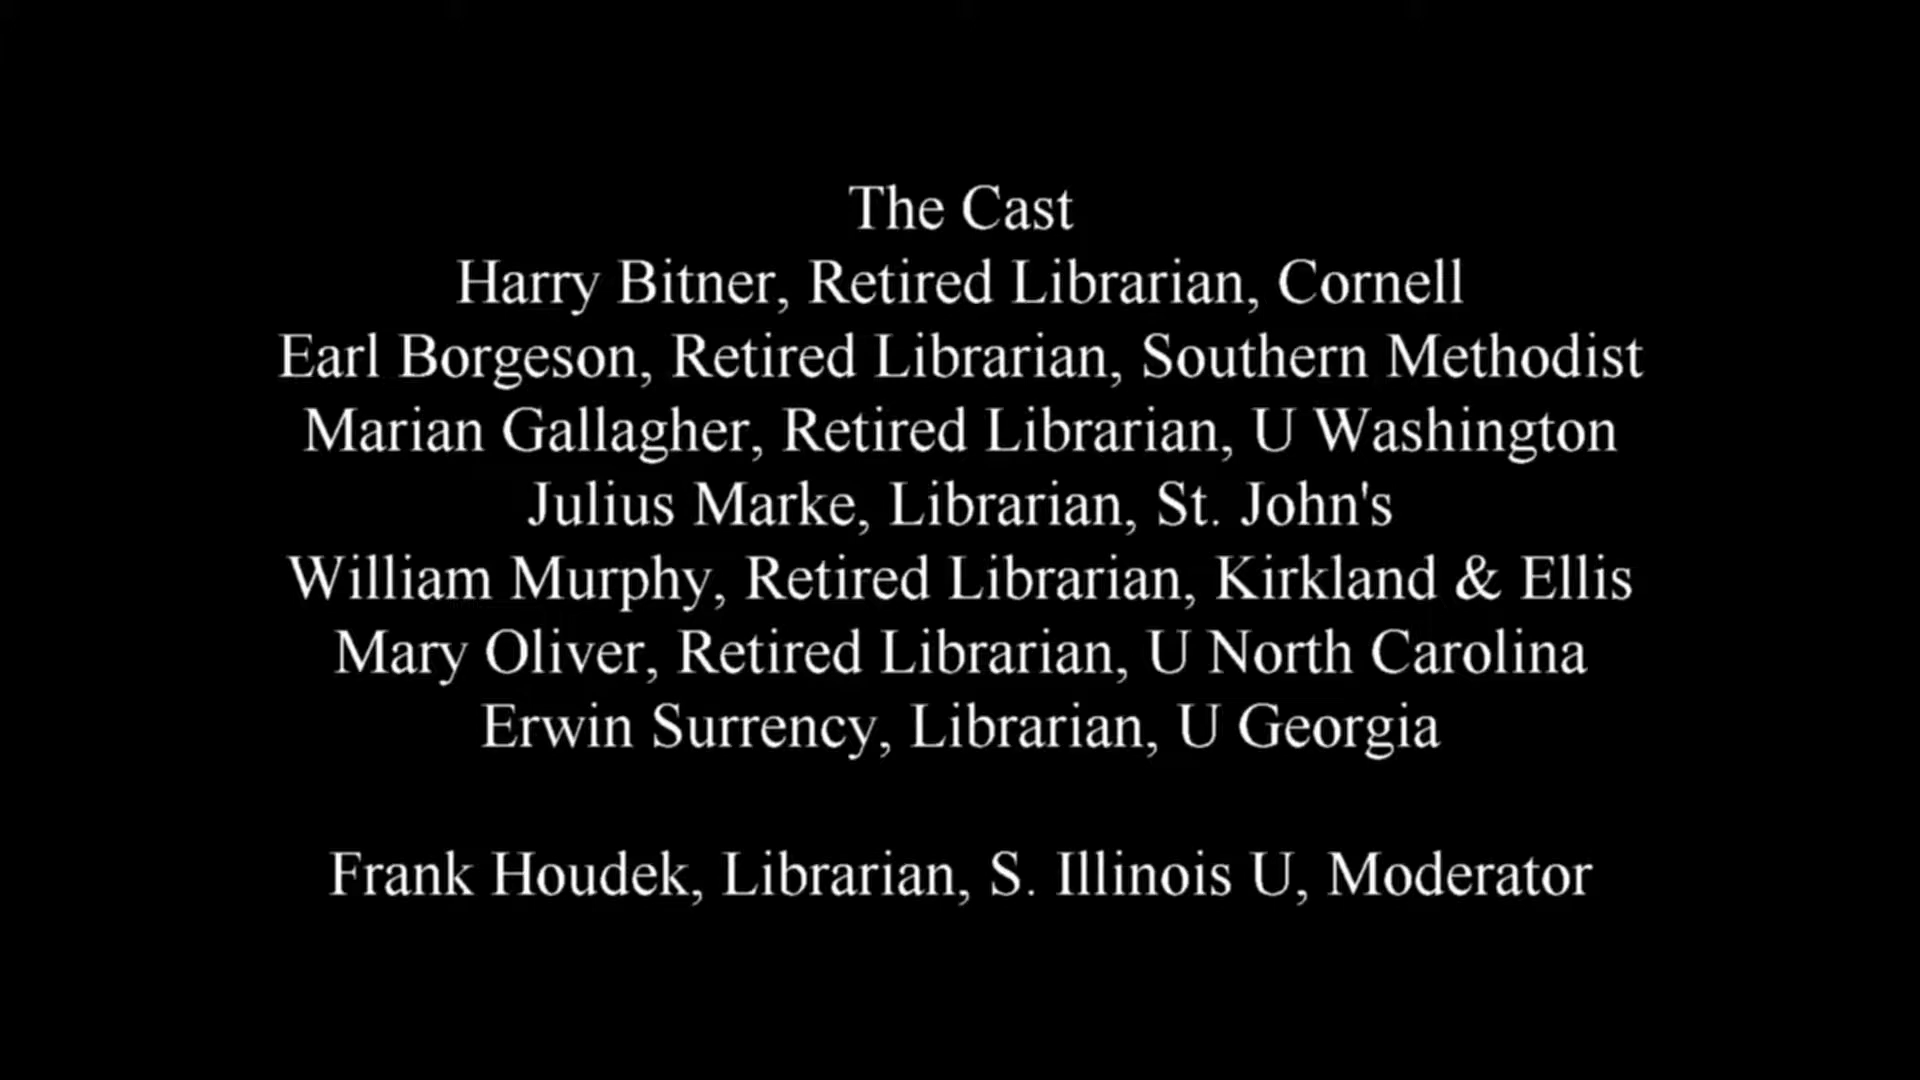 The Cast
Harry Bitner, Retired Librarian, Cornell
Earl Borgeson, Retired Librarian, Southern Methodist
Marian Gallagher, Retired Librarian, U Washington
Julius Marke, Librarian, St. John's
William Murphy, Retired Librarian, Kirkland & Ellis
Mary Oliver, Retired Librarian, U North Carolina
Erwin Surrency, Librarian, U Georgia
Frank Houdek, Librarian, S. Illinois U, Moderator